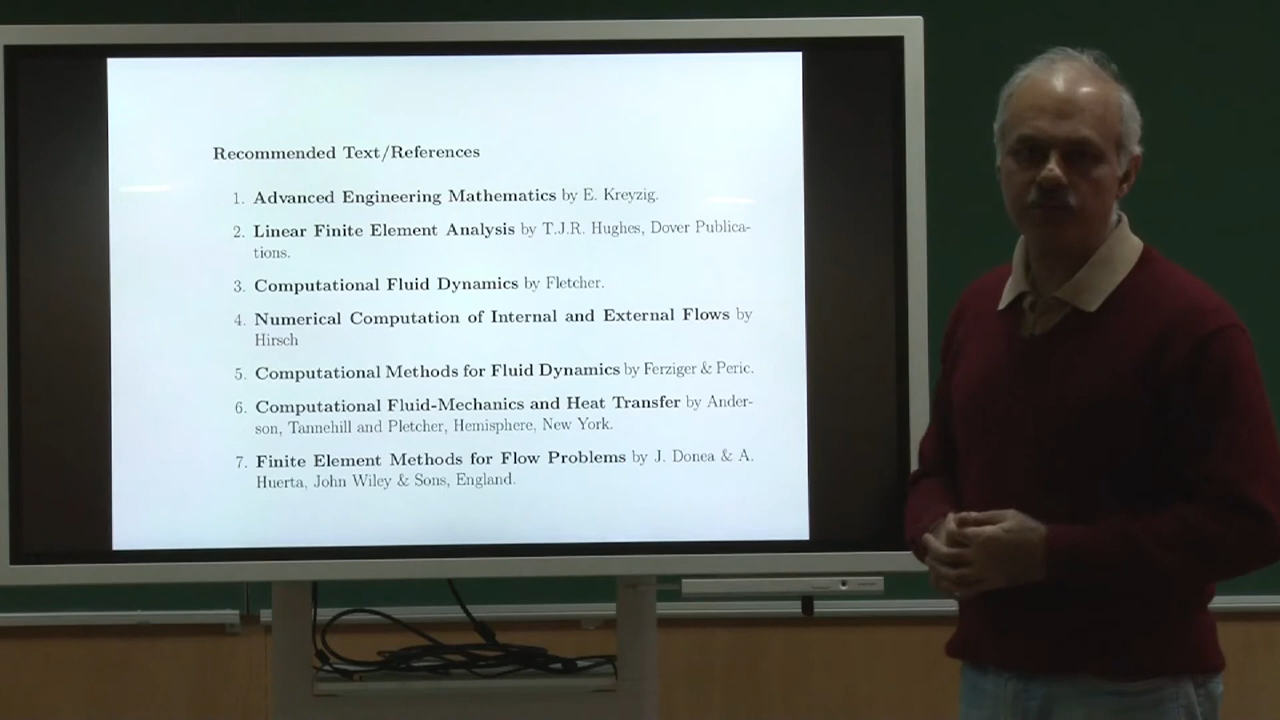 Recommended Text/References
1. Advanced Engineering Mathematics by E. Kreyzig.
2. Linear Finite Element Analysis by T.J.R. Hughes, Dover Publica-
tions.
3. Computational Fluid Dynamics by Fletcher.
4. Numerical Computation of Internal and External Flows by
Hirsch
5. Computational Methods for Fluid Dynamics by Ferziger & Peric.
6. Computational Fluid-Mechanics and Heat Transfer by Ander-
son, Tannehill and Pletcher, Hemisphere, New York.
7. Finite Element Methods for Flow Problems by J. Donea & A.
Huerta, John Wiley & Sons, England.